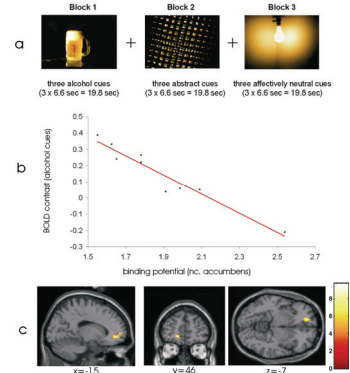 Block 1
Block 2
Block 3
a
+
+
three alcohol cues
(3 x 6.6 sec = 19.8 sec)
three abstract cues
(3 x 6.6 sec = 19.8 sec)
three affectively neutral cues
(3 x 6.6 sec = 19.8 sec)
b
BOLD contrast (alcohol cues)
0.5
0.4
0.3
0.2
0.1
0
-0.1
-0.2
-0.3
1.5
1.7
1.9
2.1
2.3
2.5
2.7
binding potential (nc. accumbens)
c
x=-15
y=46
z=-7
8
6
4
2
0